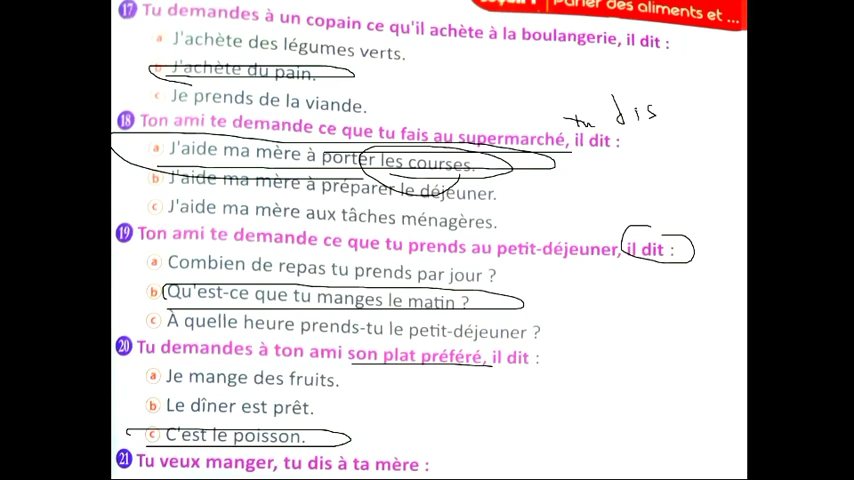 Parler des aliments et ...
17 Tu demandes à un copain ce qu'il achète à la boulangerie, il dit :
a J'achète des légumes verts.
b J'achète du pain.
c Je prends de la viande.
tu dis
18 Ton ami te demande ce que tu fais au supermarché, il dit :
a J'aide ma mère à porter les courses.
b J'aide ma mère à préparer le déjeuner.
c J'aide ma mère aux tâches ménagères.
19 Ton ami te demande ce que tu prends au petit-déjeuner, il dit :
a Combien de repas tu prends par jour ?
b Qu'est-ce que tu manges le matin ?
c À quelle heure prends-tu le petit-déjeuner ?
20 Tu demandes à ton ami son plat préféré, il dit :
a Je mange des fruits.
b Le dîner est prêt.
c C'est le poisson.
21 Tu veux manger, tu dis à ta mère :